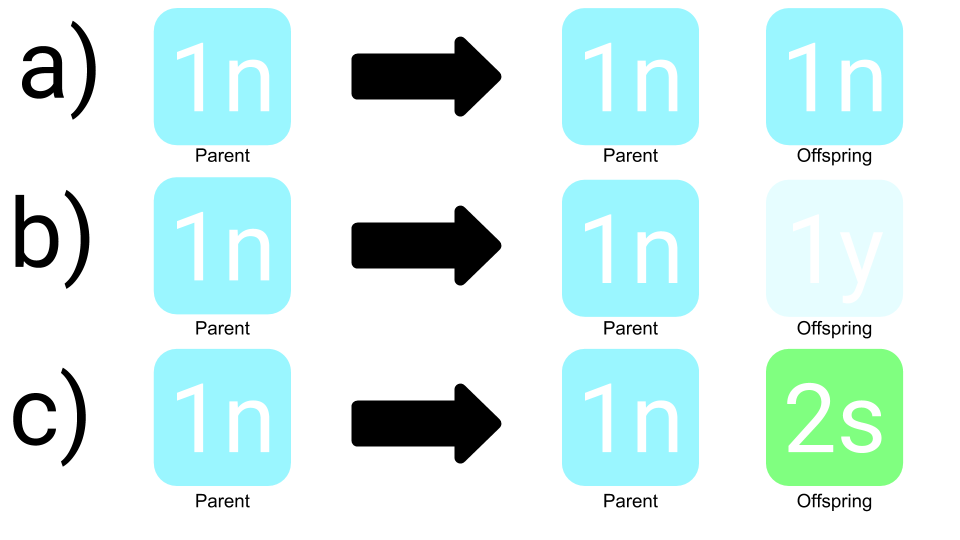 a) 1n 1n 1n
Parent Parent Offspring
b) 1n 1n 1y
Parent Parent Offspring
c) 1n 1n 2s
Parent Parent Offspring